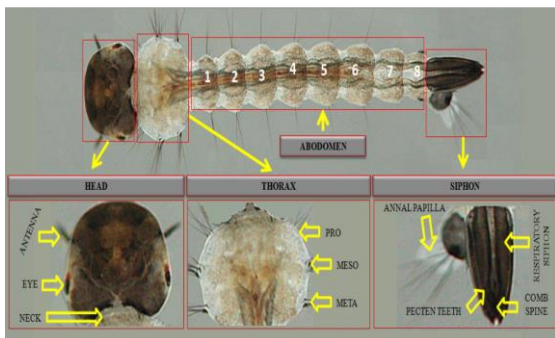 1 2 3 4 5 6 7 8
ABODOMEN
HEAD
THORAX
SIPHON
ANTENNA
EYE
NECK
PRO
MESO
META
ANNAL PAPILLA
RESPIRATORY
SIPHON
PECTEN TEETH
COMB
SPINE